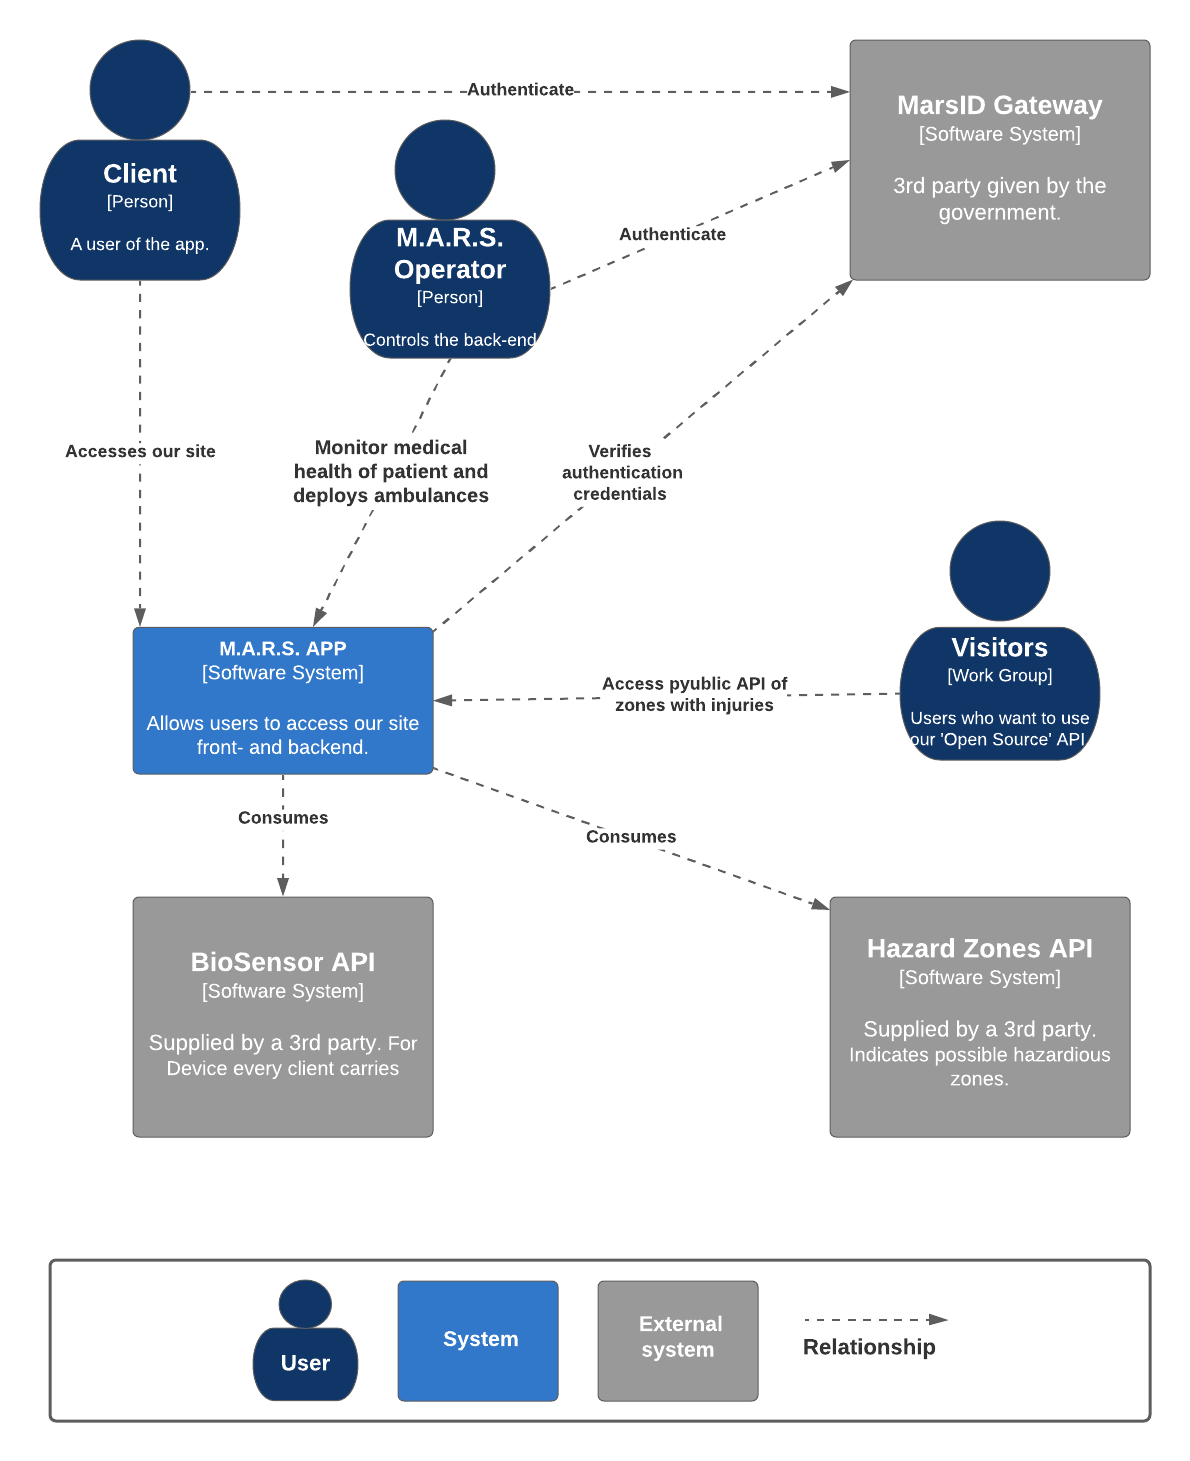 Authenticate
Client
[Person]
A user of the app.
MarsID Gateway
[Software System]
3rd party given by the
government.
M.A.R.S.
Operator
[Person]
Controls the back-end
Authenticate
Accesses our site
Monitor medical
health of patient and
deploys ambulances
Verifies
authentication
credentials
M.A.R.S. APP
[Software System]
Allows users to access our site
front- and backend.
Access pyublic API of
zones with injuries
Visitors
[Work Group]
Users who want to use
our 'Open Source' API
Consumes
Consumes
BioSensor API
[Software System]
Supplied by a 3rd party. For
Device every client carries
Hazard Zones API
[Software System]
Supplied by a 3rd party.
Indicates possible hazardious
zones.
User
System
External
system
Relationship